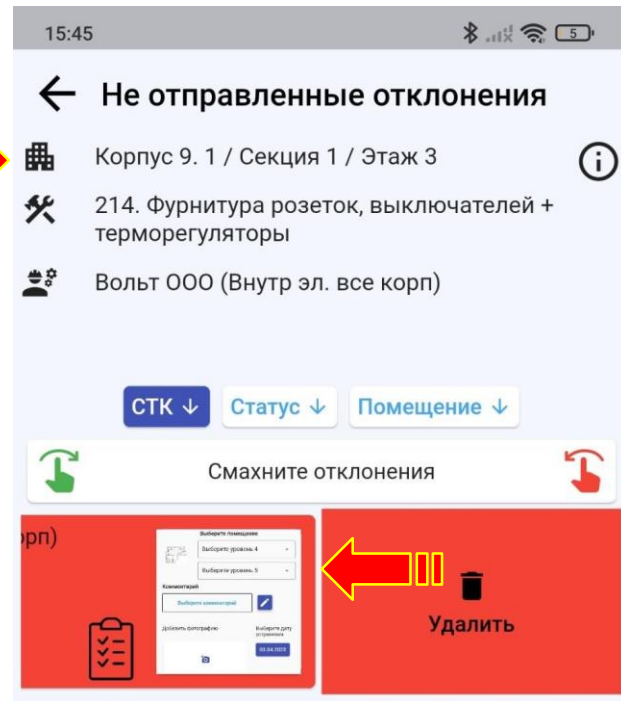 15:45
5
Не отправленные отклонения
Корпус 9. 1 / Секция 1 / Этаж 3
214. Фурнитура розеток, выключателей +
терморегуляторы
Вольт ООО (Внутр эл. все корп)
СТК ↓ Статус ↓ Помещение ↓
Смахните отклонения
орп)
Выберите помещение
Выберите уровень 4
Выберите уровень 5
Комментарий
Выберите комментарий
Добавить фотографию
Выберите дату
устранения
Удалить